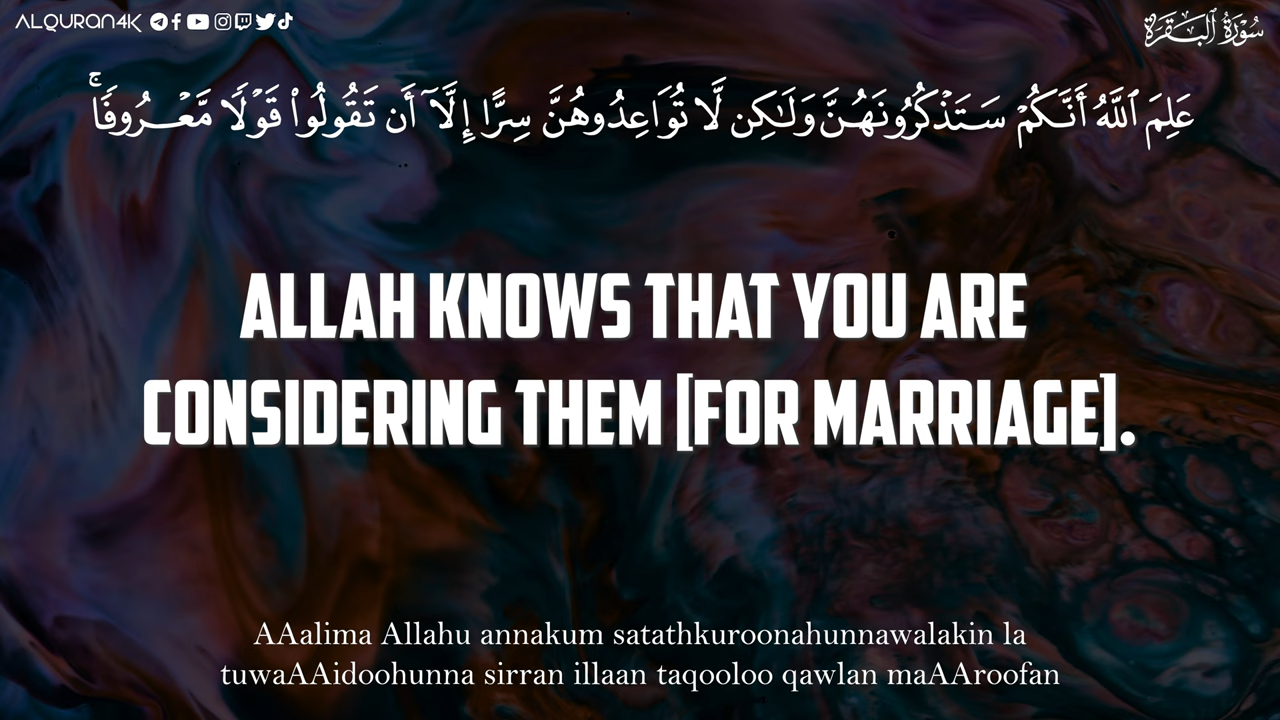 ALQURAN4K
سُورَةُ ٱلْبَقَرَةِ
عَلِمَ ٱللَّهُ أَنَّكُمْ سَتَذْكُرُونَهُنَّ وَلَٰكِن لَّا تُوَاعِدُوهُنَّ سِرًّا إِلَّآ أَن تَقُولُوا۟ قَوْلًا مَّعْرُوفًا ۚ
ALLAH KNOWS THAT YOU ARE
CONSIDERING THEM [FOR MARRIAGE].
AAalima Allahu annakum satathkuroonahunnawalakin la
tuwaAAidoohunna sirran illaan taqooloo qawlan maAAroofan